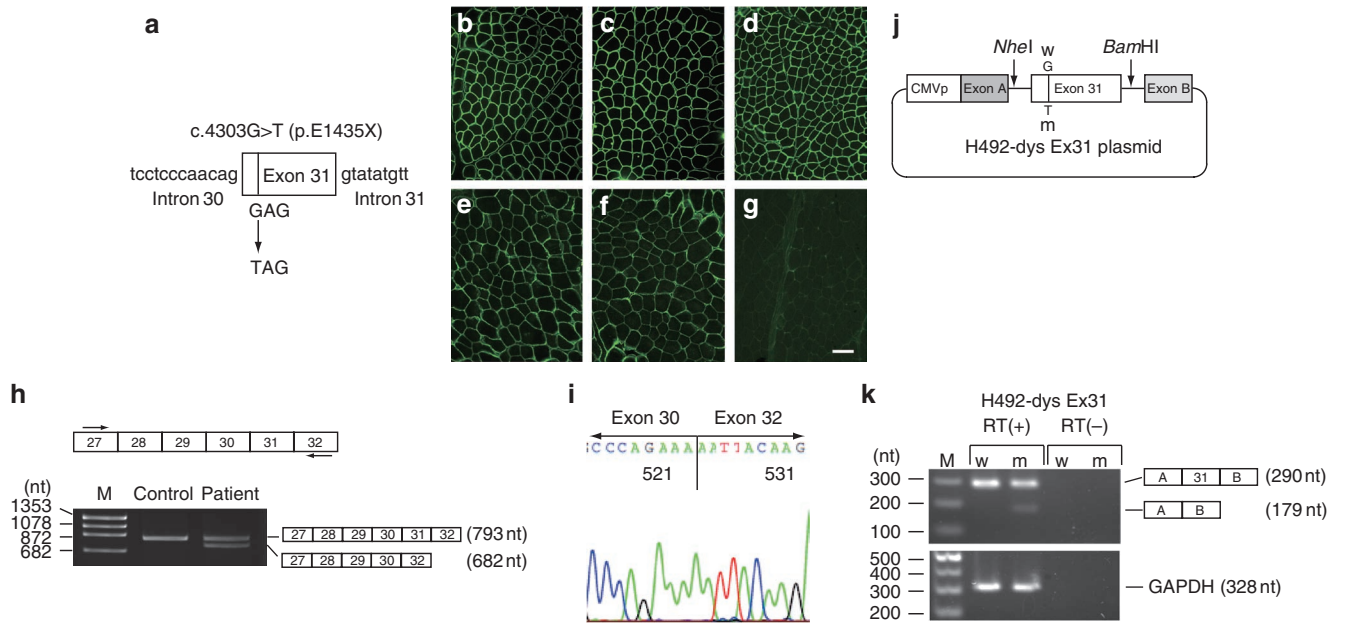 a
c.4303G>T (p.E1435X)
tcctcccaacag
Exon 31
gtatatgtt
Intron 30
Intron 31
GAG
TAG
b
c
d
e
f
g
j
NheI
w
BamHI
G
CMVp
Exon A
Exon 31
Exon B
T
m
H492-dys Ex31 plasmid
h
27 28 29 30 31 32
(nt)
M Control Patient
1353
1078
872
682
27 28 29 30 31 32 (793 nt)
27 28 29 30 32 (682 nt)
i
Exon 30 Exon 32
CCCAGAAAAATTACAAG
521 531
k
H492-dys Ex31
RT(+) RT(–)
(nt) M w m w m
300
200
100
A 31 B (290 nt)
A B (179 nt)
500
400
300
200
GAPDH (328 nt)